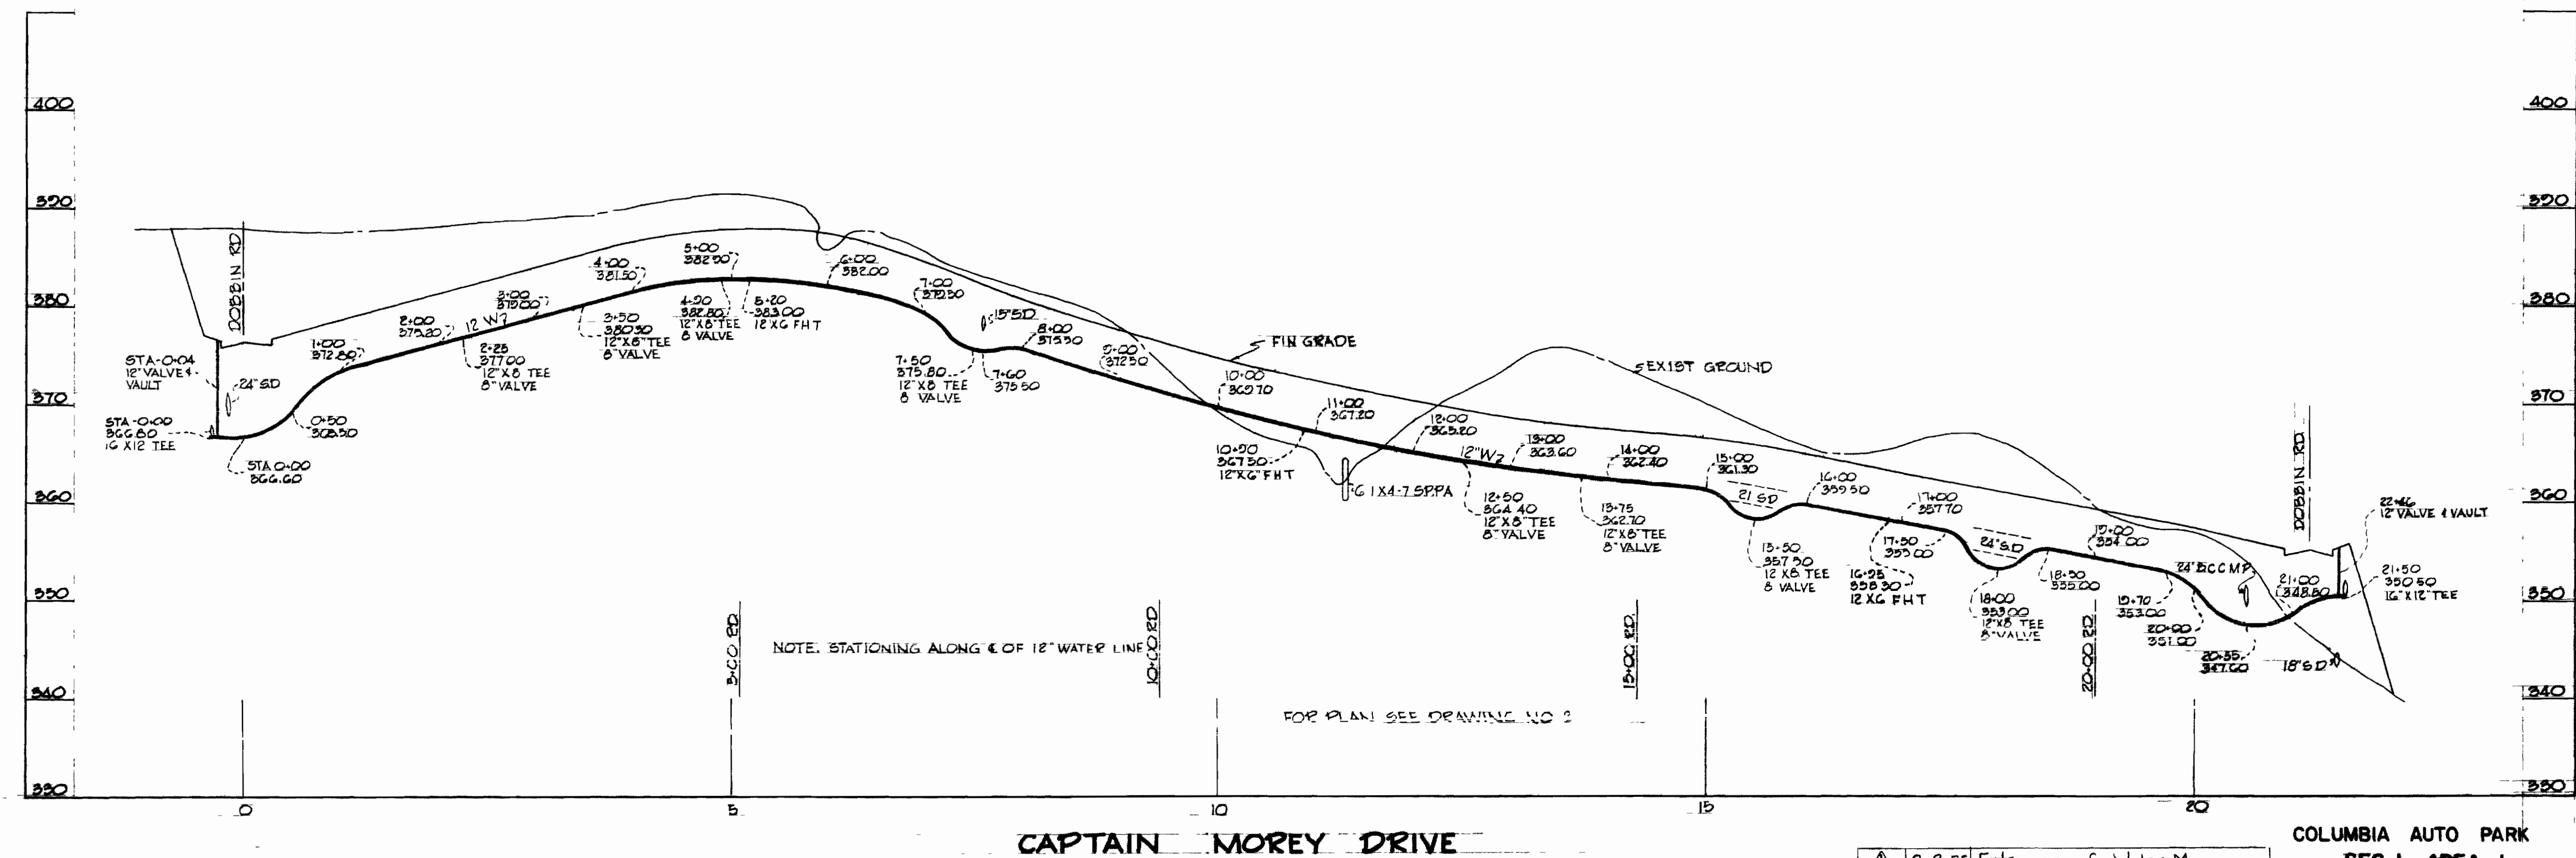 400
390
380
370
360
350
340
330
DOBBIN RD
STA-0+04
12" VALVE &
VAULT
24" SD
STA-0+00
366.80
16 X12 TEE
STA 0+00
366.60
0+50
1+00
372.80
2+00
12 W
2+25
377.00
12"X8 TEE
8" VALVE
3+00
379.00
3+50
380.30
12"X8" TEE
8" VALVE
4+00
381.50
4+90
382.80
12"X8" TEE
8 VALVE
5+00
382.90
5+20
383.00
12"X6 FHT
6+00
382.00
7+00
379.30
15" SD
7+50
375.80
12"X8 TEE
8 VALVE
7+60
375.50
8+00
9+00
372.50
10+00
369.70
FIN GRADE
10+90
367.50
12"X6" FHT
11+00
367.20
6 1X4-7 SPPA
EXIST GROUND
12+00
365.20
12" W
12+50
364.40
12"X8" TEE
8" VALVE
13+00
363.60
13+75
362.70
12"X8" TEE
8" VALVE
14+00
362.40
15+00
361.30
21 SD
15+50
357.50
12 X8 TEE
8 VALVE
16+00
359.50
16+95
358.30
12 X6 FHT
17+00
357.70
17+50
24" SD
18+00
353.00
12"X8 TEE
8" VALVE
18+50
355.00
19+00
354.00
19+70
353.00
20+00
351.00
20+55
347.60
21+00
348.80
18" SD
DOBBIN RD
22+46
12 VALVE & VAULT
21+50
350.50
16" X 12" TEE
400
390
380
370
360
350
340
330
5+00 RD
NOTE: STATIONING ALONG ℄ OF 12" WATER LINE
10+00 RD
15+00 RD
20+00 RD
FOR PLAN SEE DRAWING NO 2
0
5
10
15
20
CAPTAIN MOREY DRIVE
COLUMBIA AUTO PARK